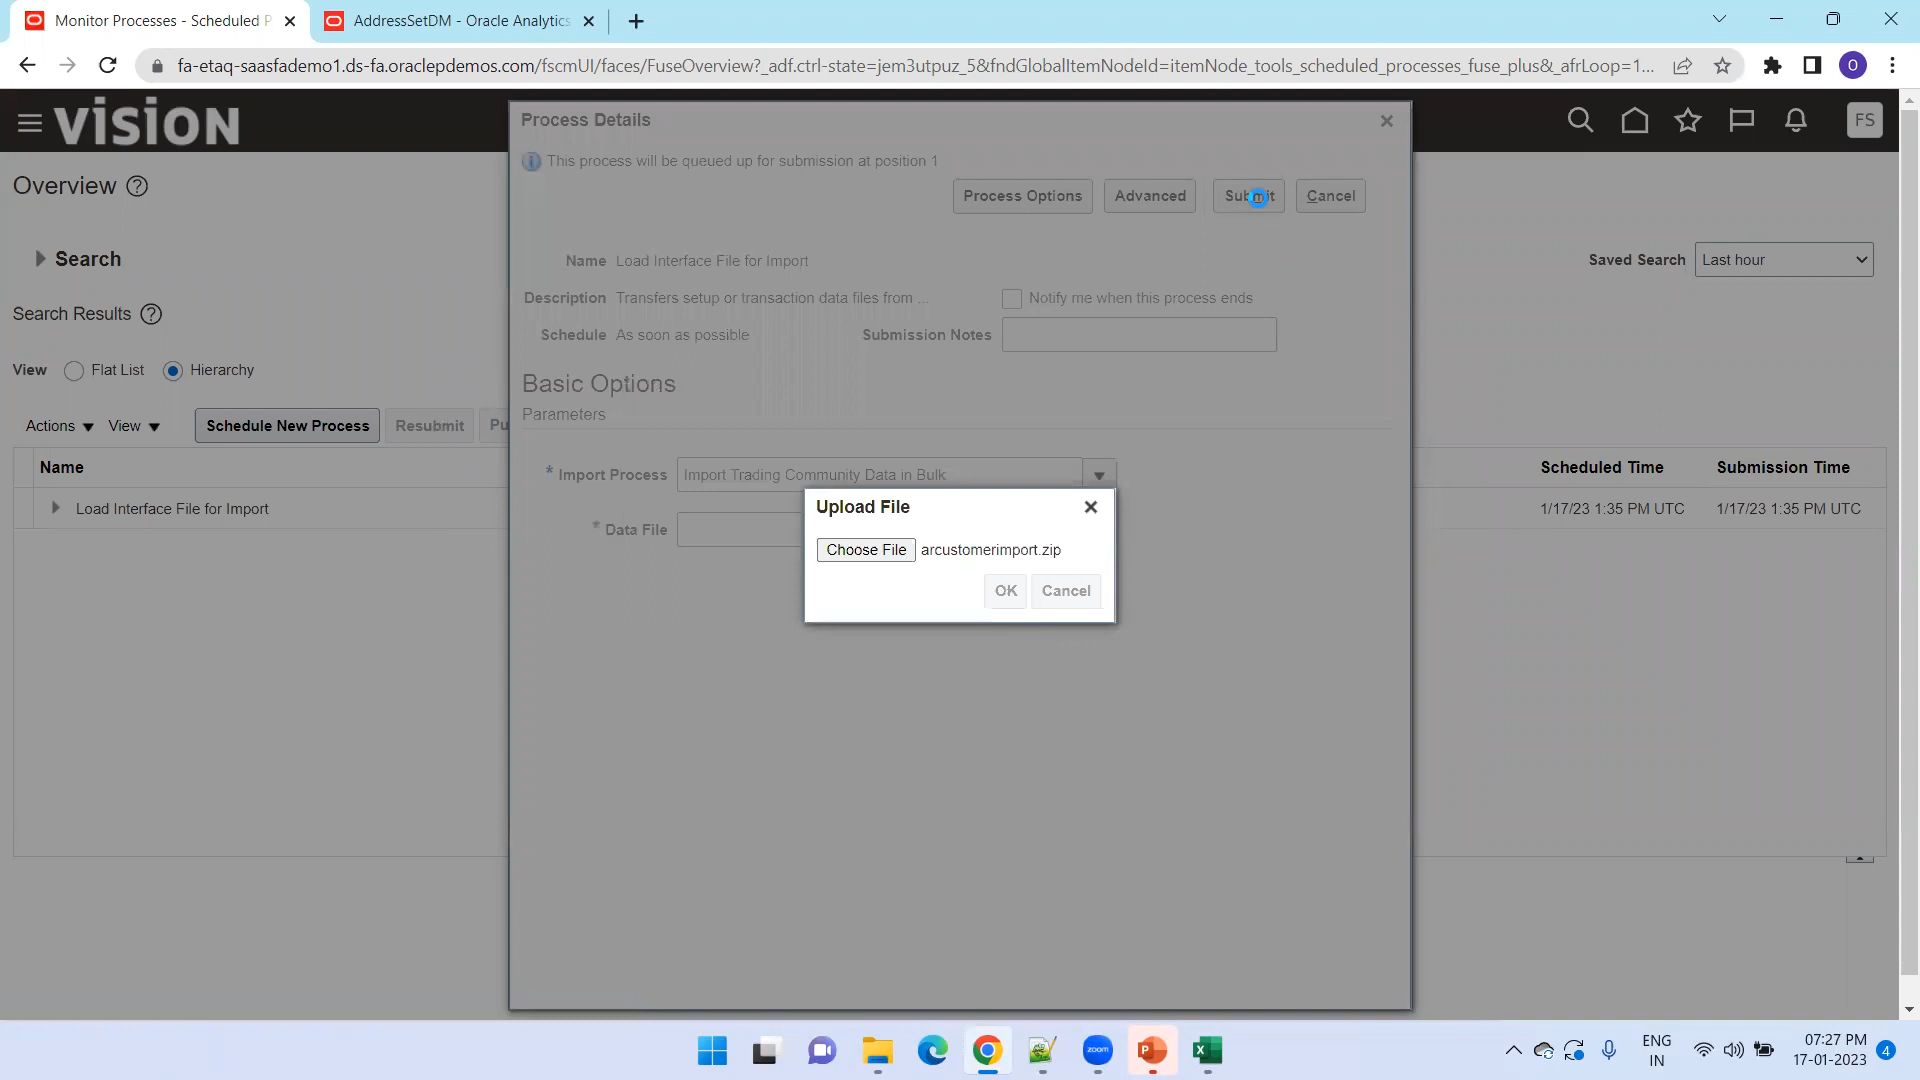 Monitor Processes - Scheduled P
AddressSetDM - Oracle Analytics
fa-etaq-saasfademo1.ds-fa.oraclepdemos.com/fscmUI/faces/FuseOverview?_adf.ctrl-state=jem3utpuz_5&fndGlobalItemNodeId=itemNode_tools_scheduled_processes_fuse_plus&_afrLoop=1...
O
vision
FS
Process Details
This process will be queued up for submission at position 1
Process Options
Advanced
Submit
Cancel
Overview
Search
Saved Search
Last hour
Name Load Interface File for Import
Description Transfers setup or transaction data files from ...
Notify me when this process ends
Schedule As soon as possible
Submission Notes
Search Results
View
Flat List
Hierarchy
Basic Options
Parameters
Actions
View
Schedule New Process
Resubmit
Pu
Name
Scheduled Time
Submission Time
* Import Process
Import Trading Community Data in Bulk
Load Interface File for Import
1/17/23 1:35 PM UTC
1/17/23 1:35 PM UTC
* Data File
Upload File
Choose File
arcustomerimport.zip
OK
Cancel
zoom
ENG
IN
07:27 PM
17-01-2023
4